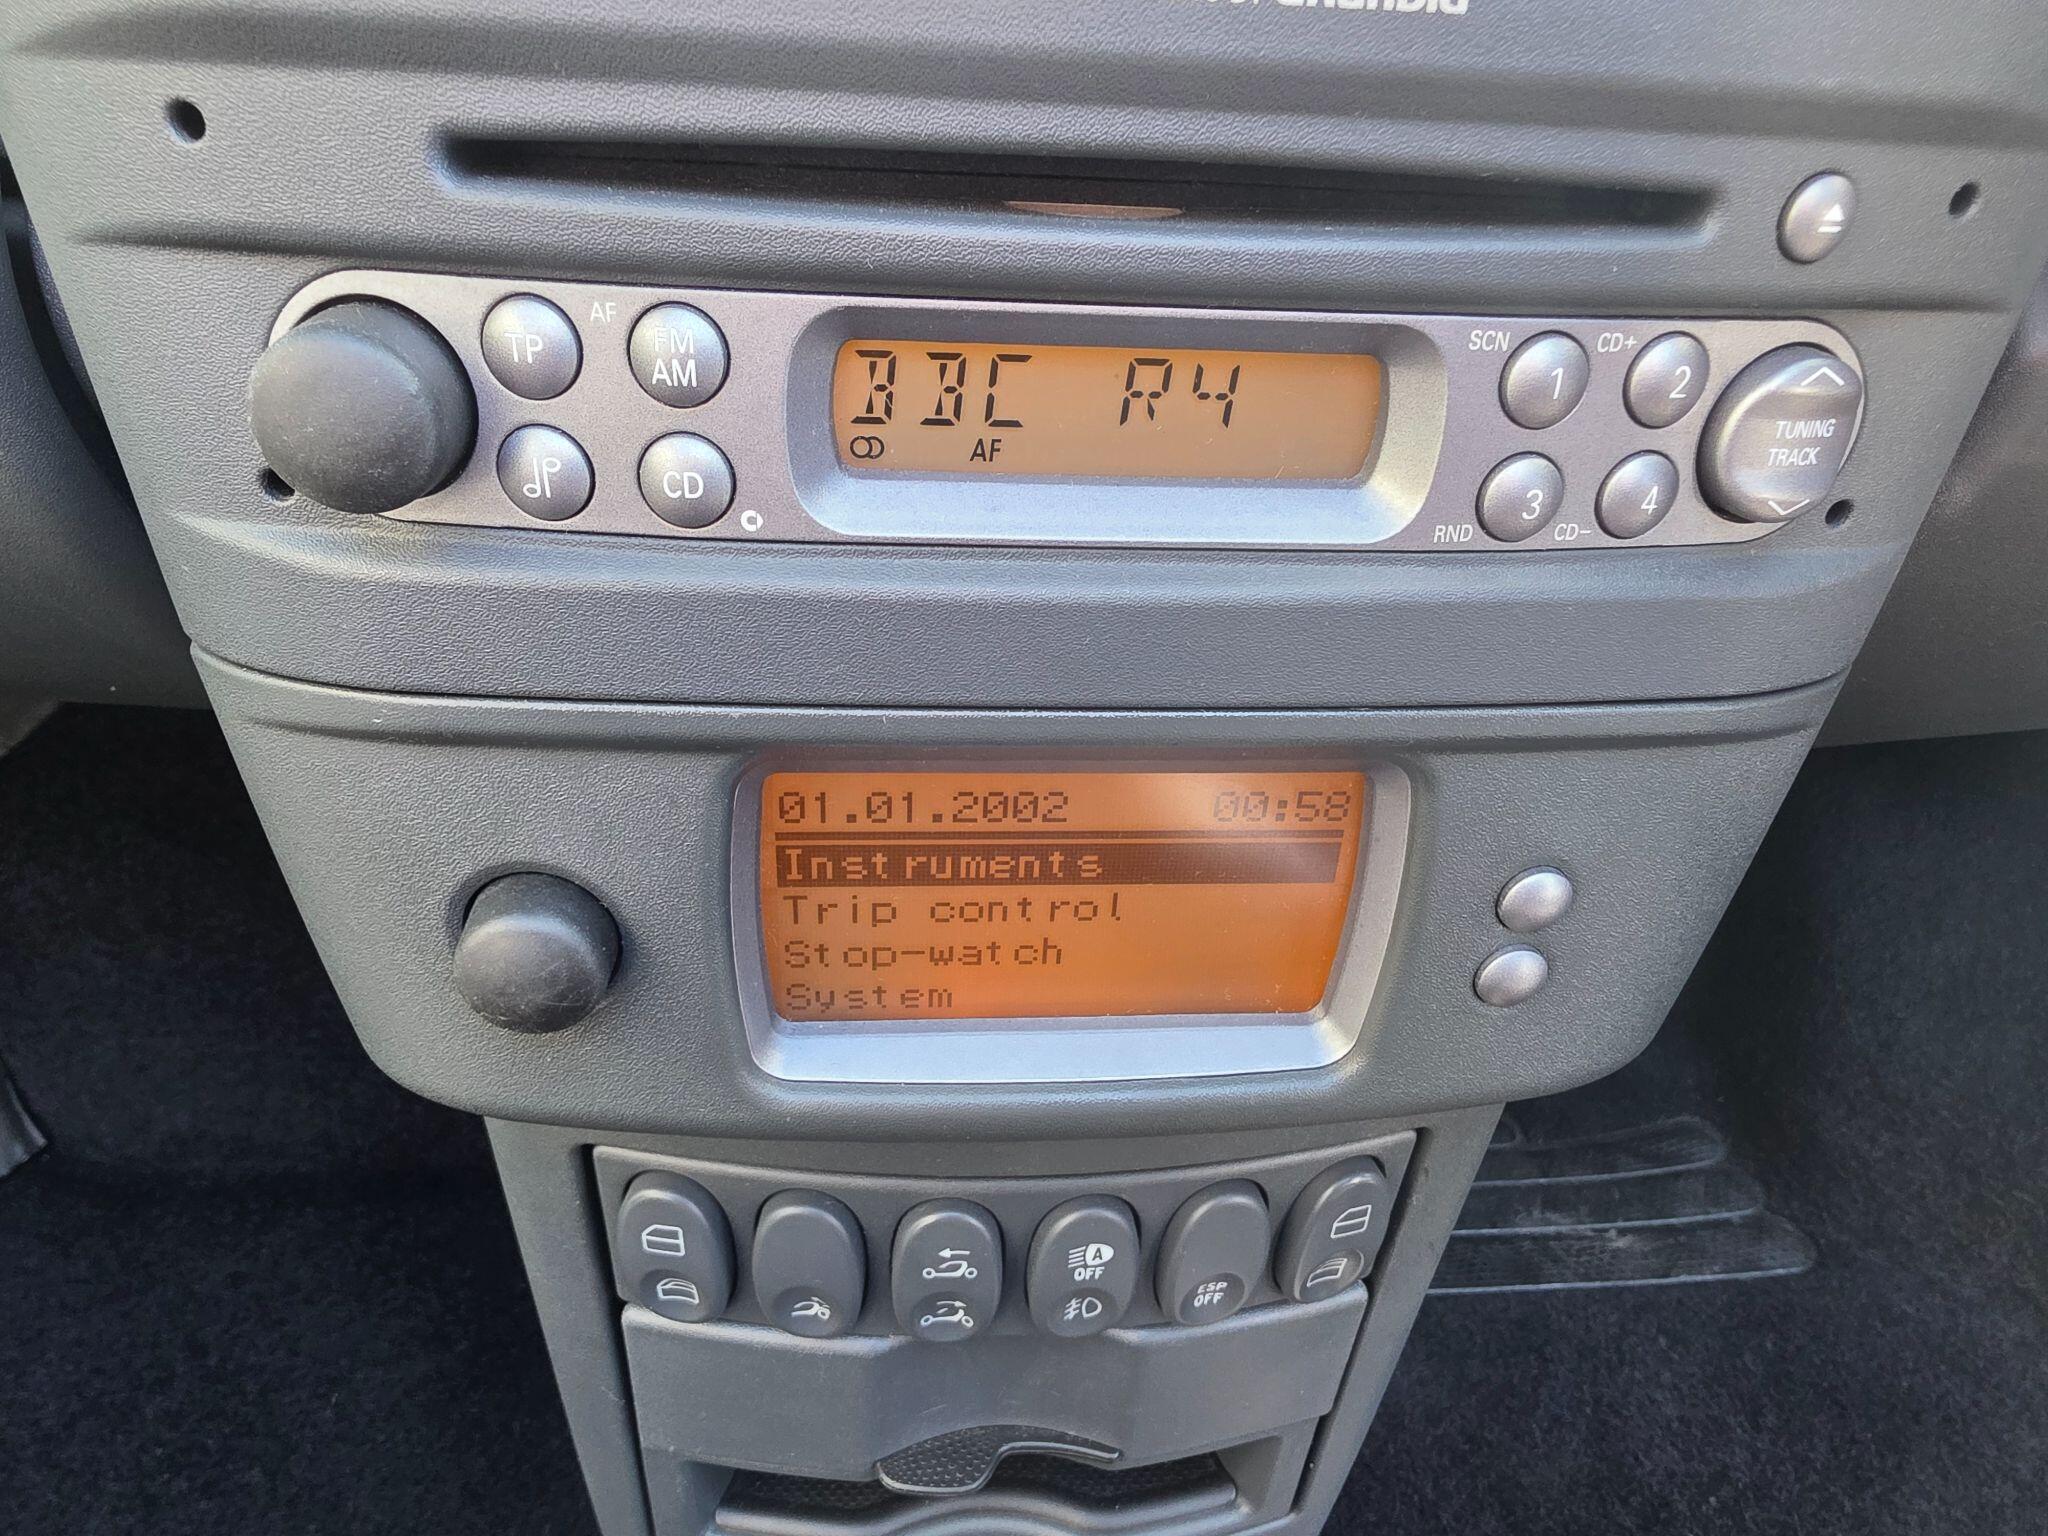 GRUNDIG
AF
TP
FM
AM
CD
BBC R4
AF
SCN
1
CD+
2
RND
3
CD-
4
TUNING
TRACK
01.01.2002 00:58
Instruments
Trip control
Stop-watch
System
A
OFF
ESP
OFF